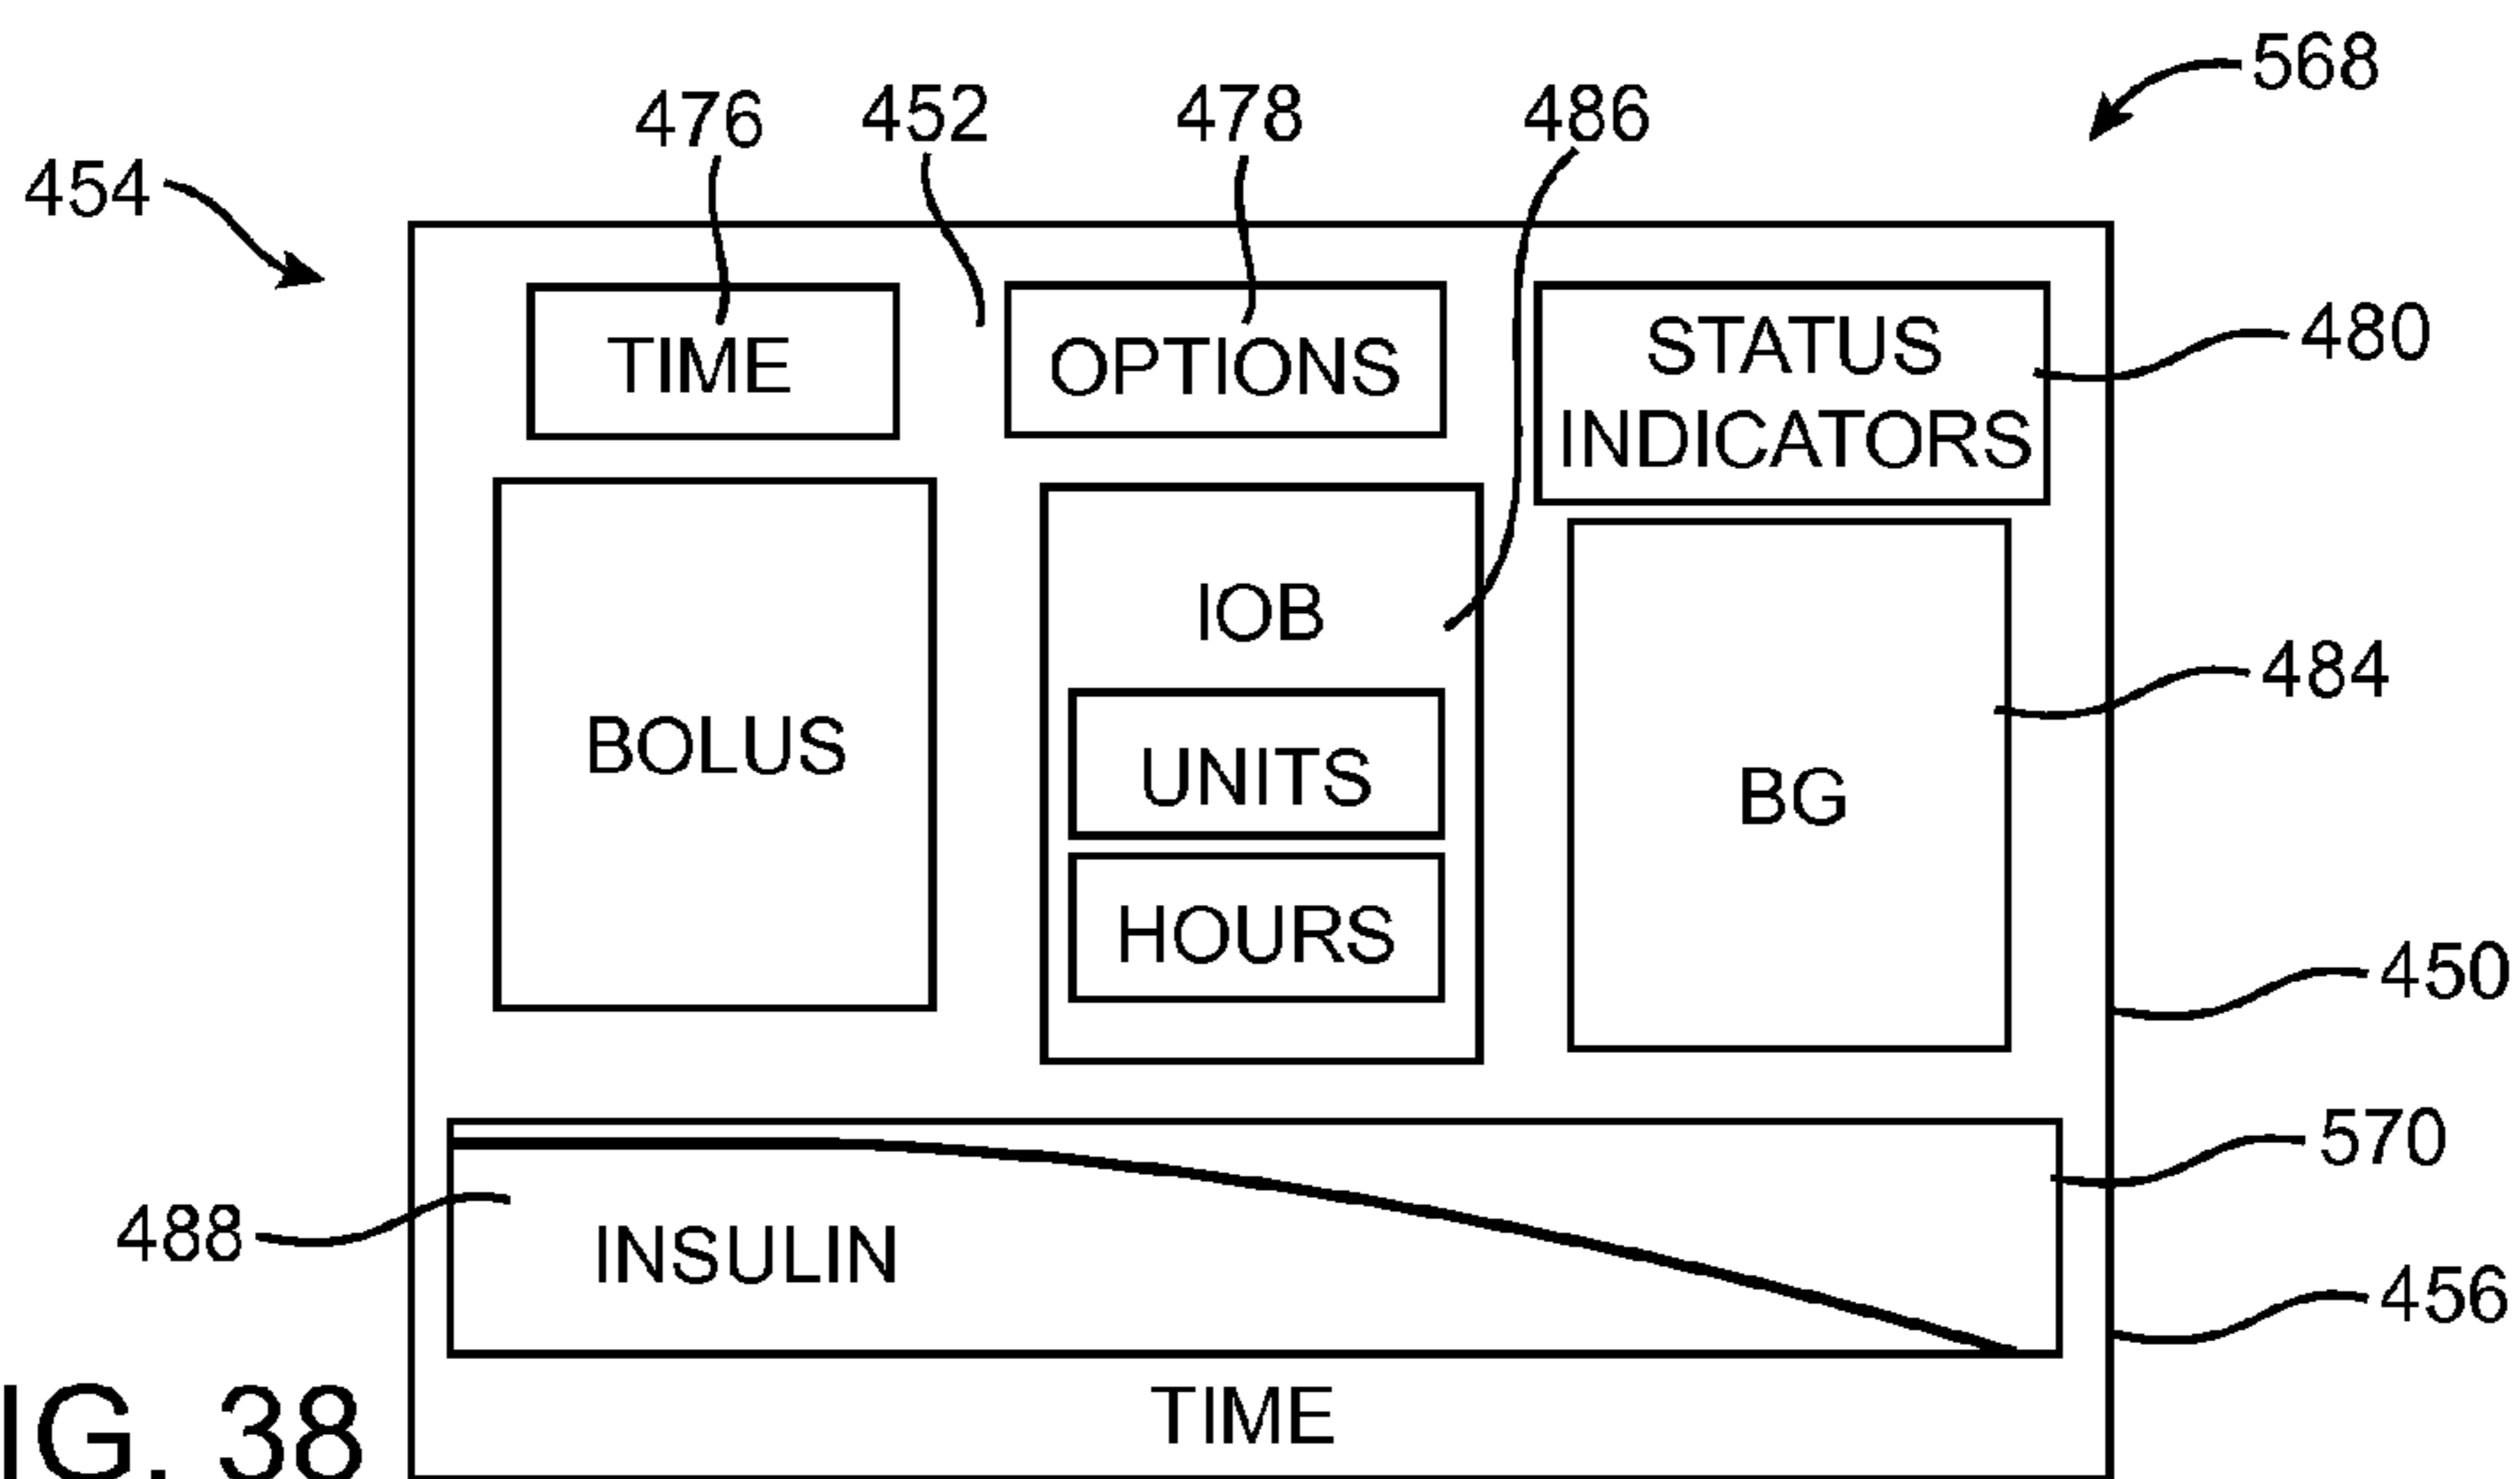 568
476 452 478 486
454
TIME OPTIONS STATUS
INDICATORS
480
IOB
484
BOLUS UNITS BG
HOURS
450
570
488 INSULIN
456
TIME
IG. 38